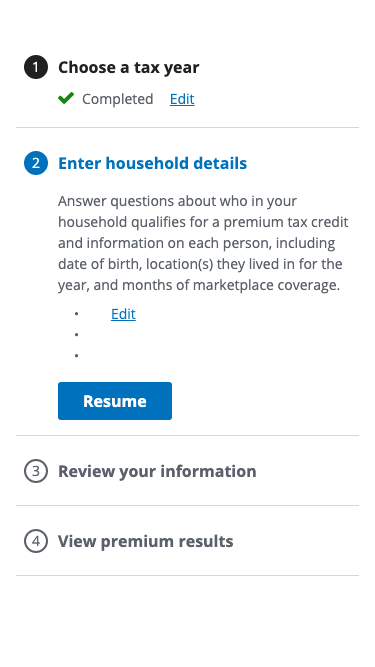 1 Choose a tax year
Completed Edit
2 Enter household details
Answer questions about who in your
household qualifies for a premium tax credit
and information on each person, including
date of birth, location(s) they lived in for the
year, and months of marketplace coverage.
• Edit
•
•
Resume
3 Review your information
4 View premium results